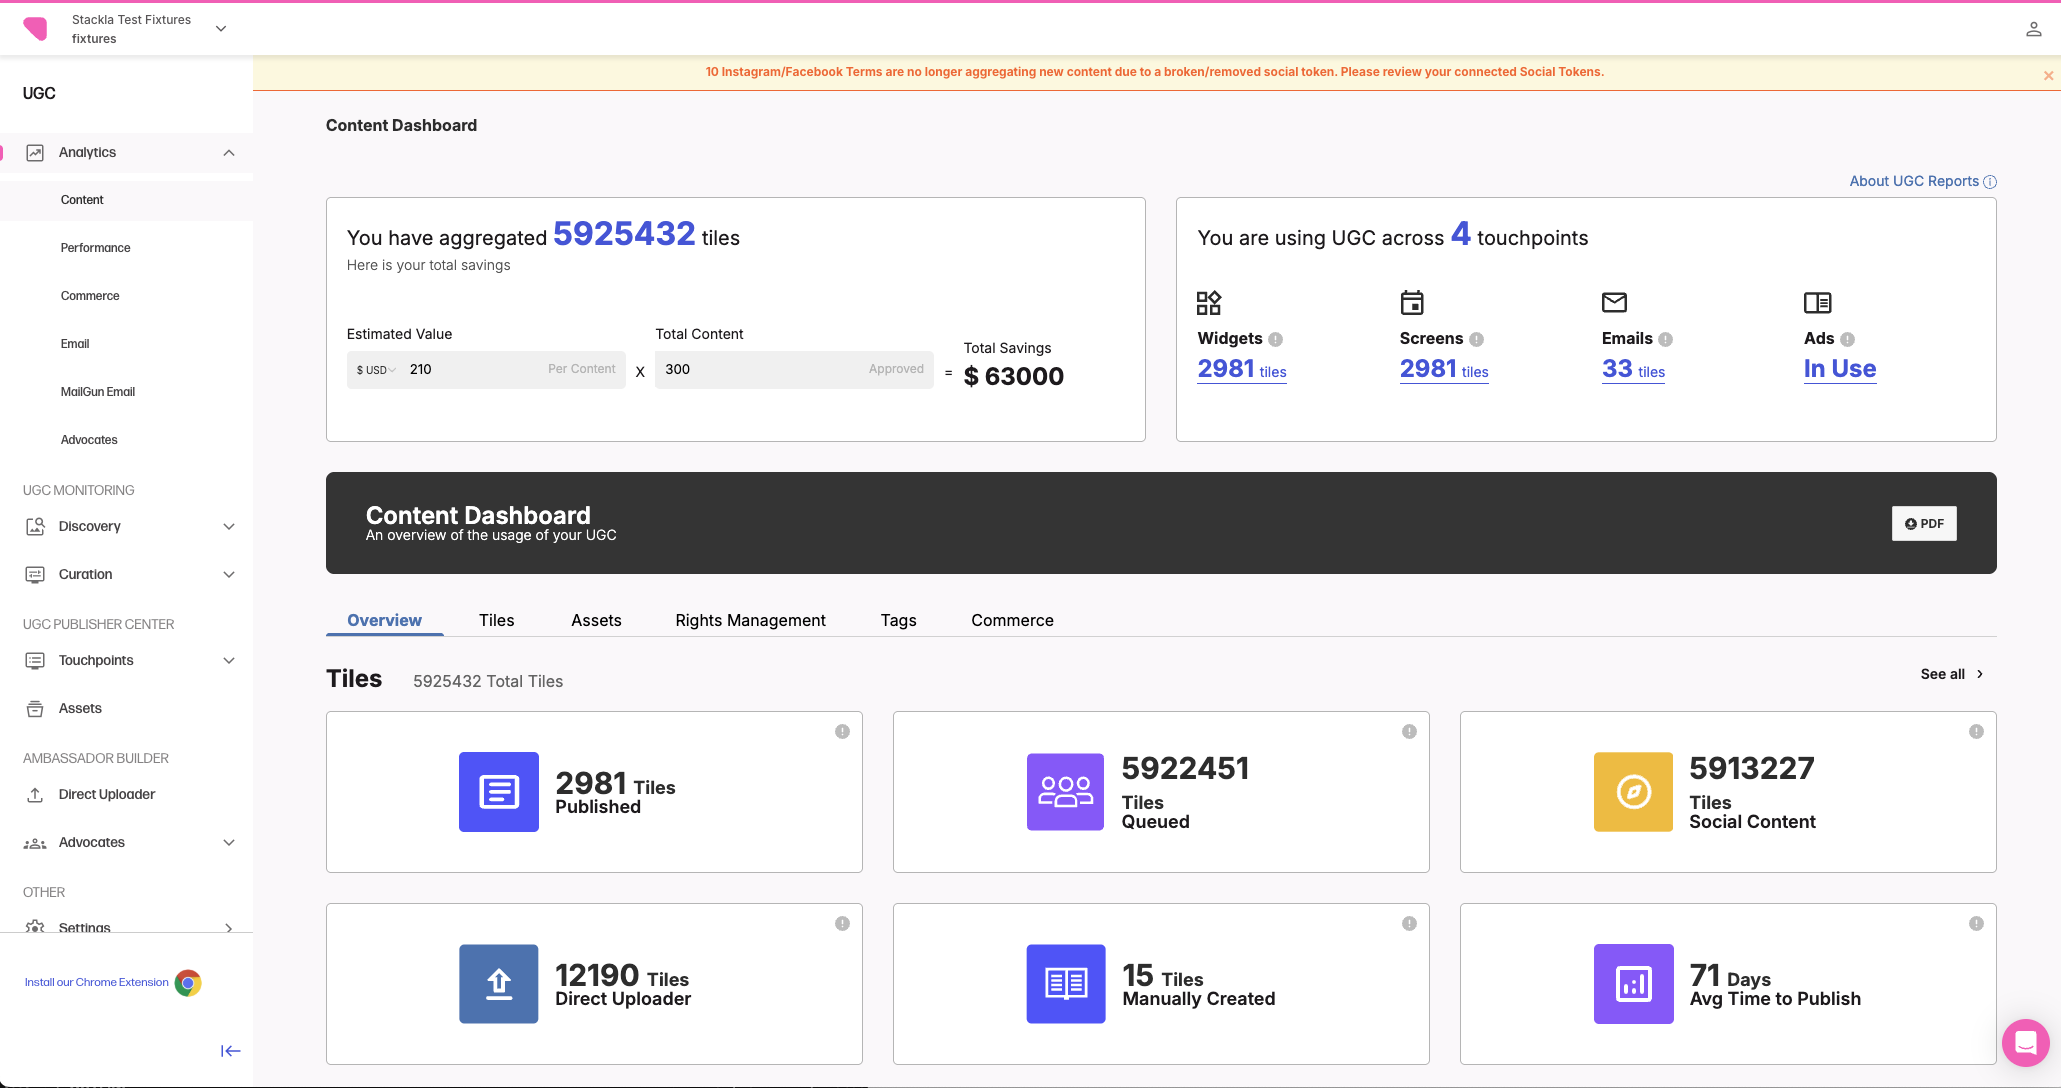 Stackla Test Fixtures
fixtures
10 Instagram/Facebook Terms are no longer aggregating new content due to a broken/removed social token. Please review your connected Social Tokens.
UGC
Analytics
Content
Performance
Commerce
Email
MailGun Email
Advocates
UGC MONITORING
Discovery
Curation
UGC PUBLISHER CENTER
Touchpoints
Assets
AMBASSADOR BUILDER
Direct Uploader
Advocates
OTHER
Settings
Install our Chrome Extension
Content Dashboard
About UGC Reports
You have aggregated 5925432 tiles
Here is your total savings
Estimated Value
$ USD 210 Per Content
X
Total Content
300 Approved
=
Total Savings
$ 63000
You are using UGC across 4 touchpoints
Widgets
2981 tiles
Screens
2981 tiles
Emails
33 tiles
Ads
In Use
Content Dashboard
An overview of the usage of your UGC
PDF
Overview Tiles Assets Rights Management Tags Commerce
Tiles 5925432 Total Tiles
See all
2981 Tiles
Published
5922451
Tiles
Queued
5913227
Tiles
Social Content
12190 Tiles
Direct Uploader
15 Tiles
Manually Created
71 Days
Avg Time to Publish